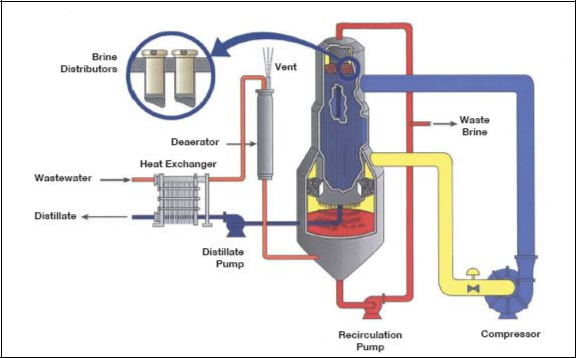 Brine
Distributors
Vent
Deaerator
Waste
Brine
Heat Exchanger
Wastewater
Distillate
Distillate
Pump
Recirculation
Pump
Compressor